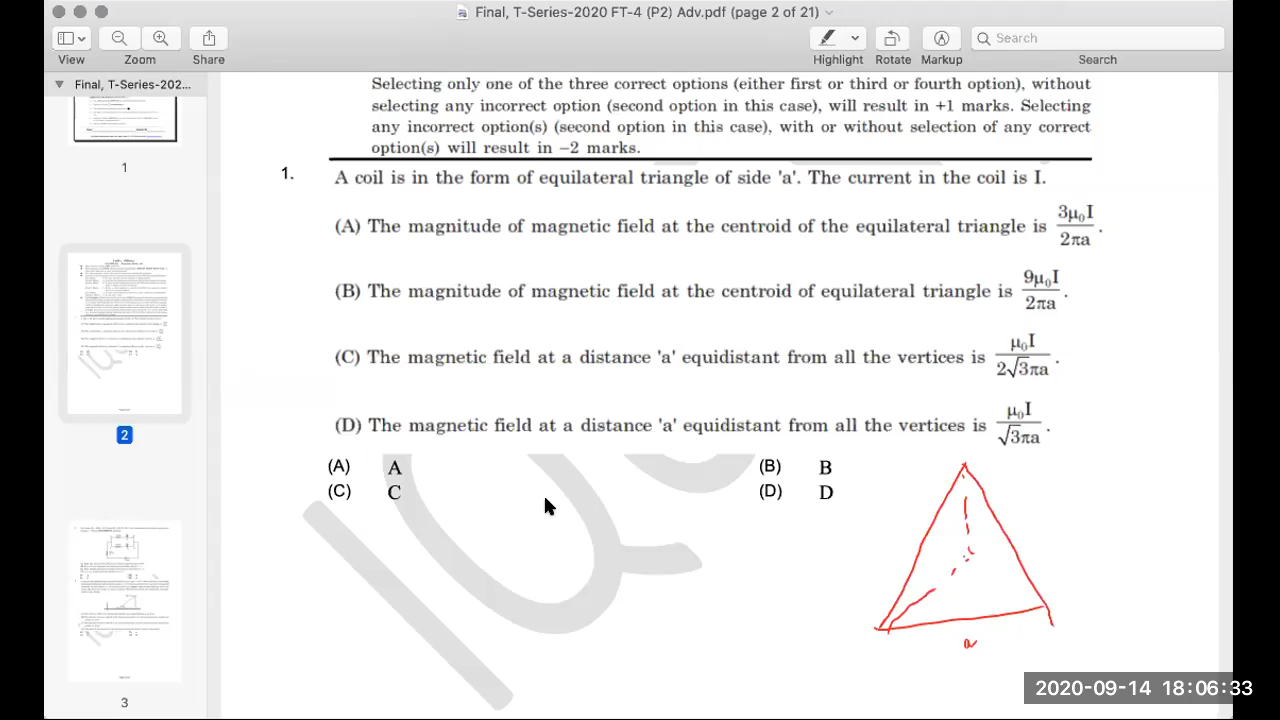 Final, T-Series-2020 FT-4 (P2) Adv.pdf (page 2 of 21)
View
Zoom
Share
Highlight
Rotate
Markup
Search
Search
Final, T-Series-202...
1
2
3
Selecting only one of the three correct options (either first or third or fourth option), without
selecting any incorrect option (second option in this case), will result in +1 marks. Selecting
any incorrect option(s) (second option in this case), with or without selection of any correct
option(s) will result in −2 marks.
1. A coil is in the form of equilateral triangle of side 'a'. The current in the coil is I.
(A) The magnitude of magnetic field at the centroid of the equilateral triangle is 3μ₀I/2πa.
(B) The magnitude of magnetic field at the centroid of equilateral triangle is 9μ₀I/2πa.
(C) The magnetic field at a distance 'a' equidistant from all the vertices is μ₀I/2√3πa.
(D) The magnetic field at a distance 'a' equidistant from all the vertices is μ₀I/√3πa.
(A) A (B) B
(C) C (D) D
a
2020-09-14 18:06:33